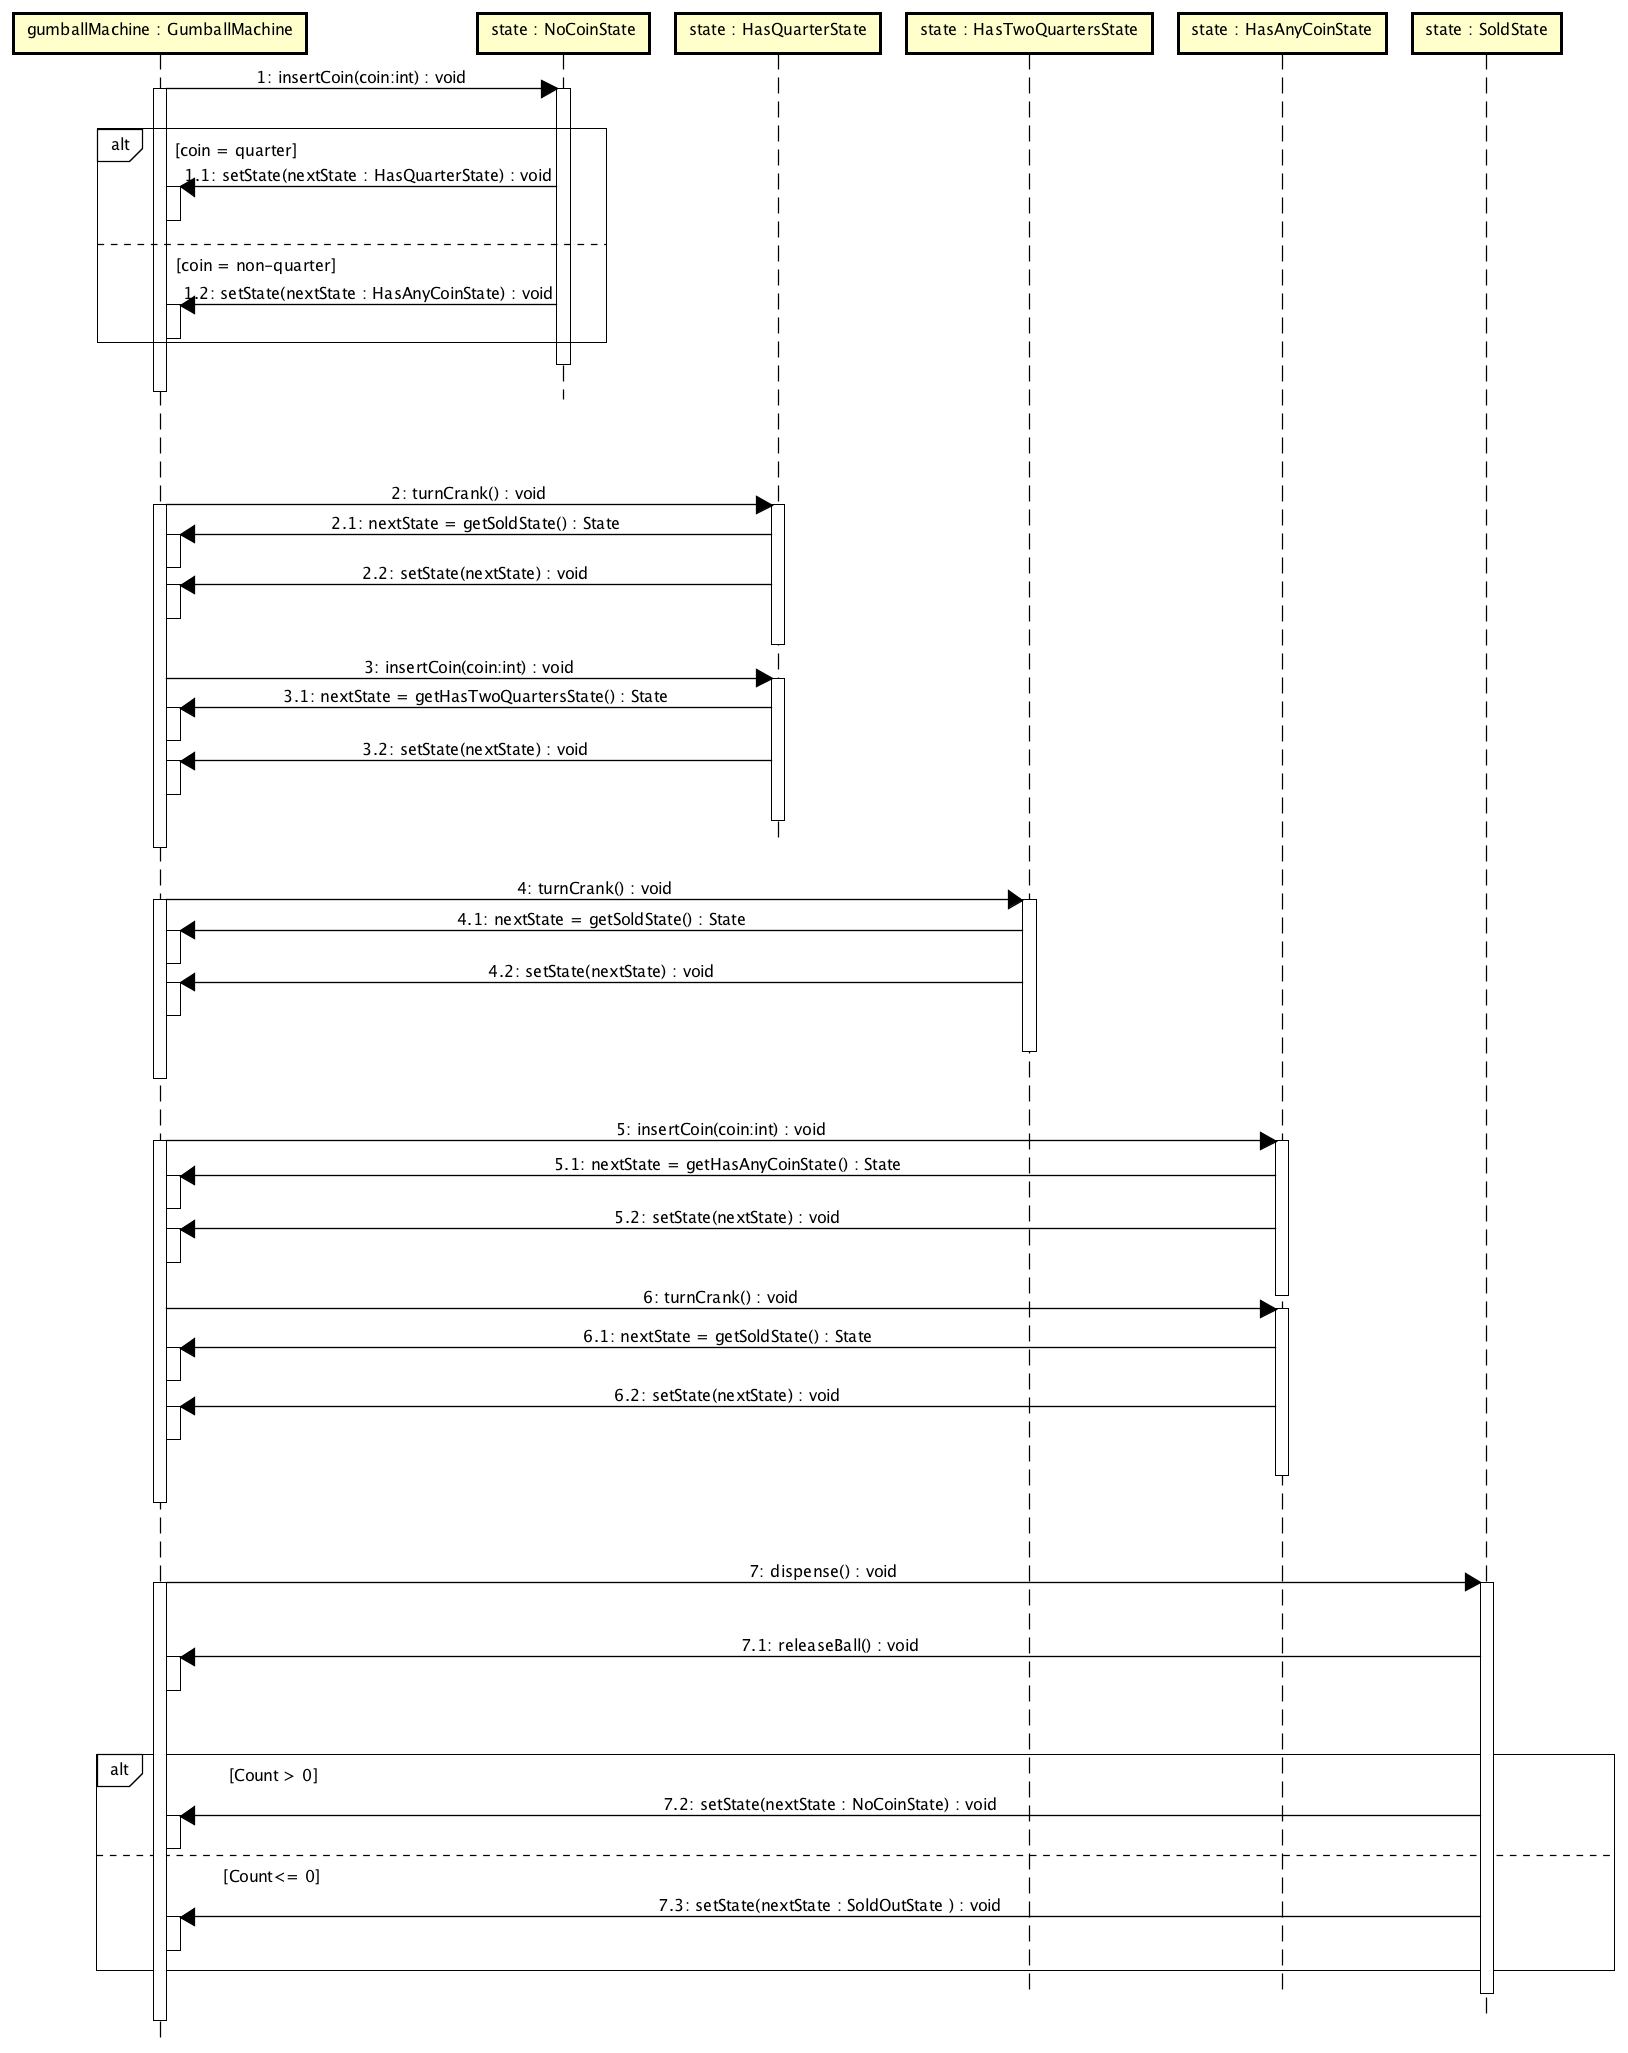 gumballMachine : GumballMachine
state : NoCoinState
state : HasQuarterState
state : HasTwoQuartersState
state : HasAnyCoinState
state : SoldState
1: insertCoin(coin:int) : void
alt
[coin = quarter]
1.1: setState(nextState : HasQuarterState) : void
[coin = non-quarter]
1.2: setState(nextState : HasAnyCoinState) : void
2: turnCrank() : void
2.1: nextState = getSoldState() : State
2.2: setState(nextState) : void
3: insertCoin(coin:int) : void
3.1: nextState = getHasTwoQuartersState() : State
3.2: setState(nextState) : void
4: turnCrank() : void
4.1: nextState = getSoldState() : State
4.2: setState(nextState) : void
5: insertCoin(coin:int) : void
5.1: nextState = getHasAnyCoinState() : State
5.2: setState(nextState) : void
6: turnCrank() : void
6.1: nextState = getSoldState() : State
6.2: setState(nextState) : void
7: dispense() : void
7.1: releaseBall() : void
alt
[Count > 0]
7.2: setState(nextState : NoCoinState) : void
[Count<= 0]
7.3: setState(nextState : SoldOutState ) : void